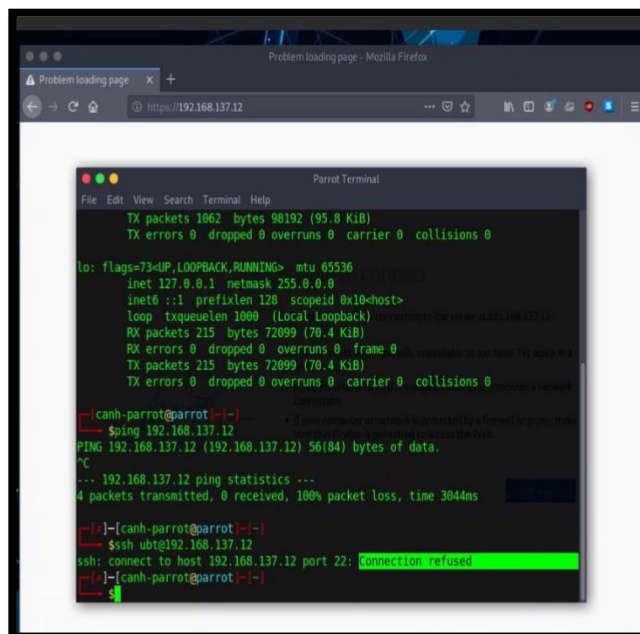 Problem loading page - Mozilla Firefox
Problem loading page × +
https://192.168.137.12
Parrot Terminal
File Edit View Search Terminal Help
TX packets 1062 bytes 98192 (95.8 KiB)
TX errors 0 dropped 0 overruns 0 carrier 0 collisions 0
lo: flags=73<UP,LOOPBACK,RUNNING> mtu 65536
inet 127.0.0.1 netmask 255.0.0.0
inet6 ::1 prefixlen 128 scopeid 0x10<host>
loop txqueuelen 1000 (Local Loopback)
RX packets 215 bytes 72099 (70.4 KiB)
RX errors 0 dropped 0 overruns 0 frame 0
TX packets 215 bytes 72099 (70.4 KiB)
TX errors 0 dropped 0 overruns 0 carrier 0 collisions 0
[canh-parrot@parrot]-[~]
$ping 192.168.137.12
PING 192.168.137.12 (192.168.137.12) 56(84) bytes of data.
^C
--- 192.168.137.12 ping statistics ---
4 packets transmitted, 0 received, 100% packet loss, time 3044ms
[✗]-[canh-parrot@parrot]-[~]
$ssh ubt@192.168.137.12
ssh: connect to host 192.168.137.12 port 22: Connection refused
[✗]-[canh-parrot@parrot]-[~]
$